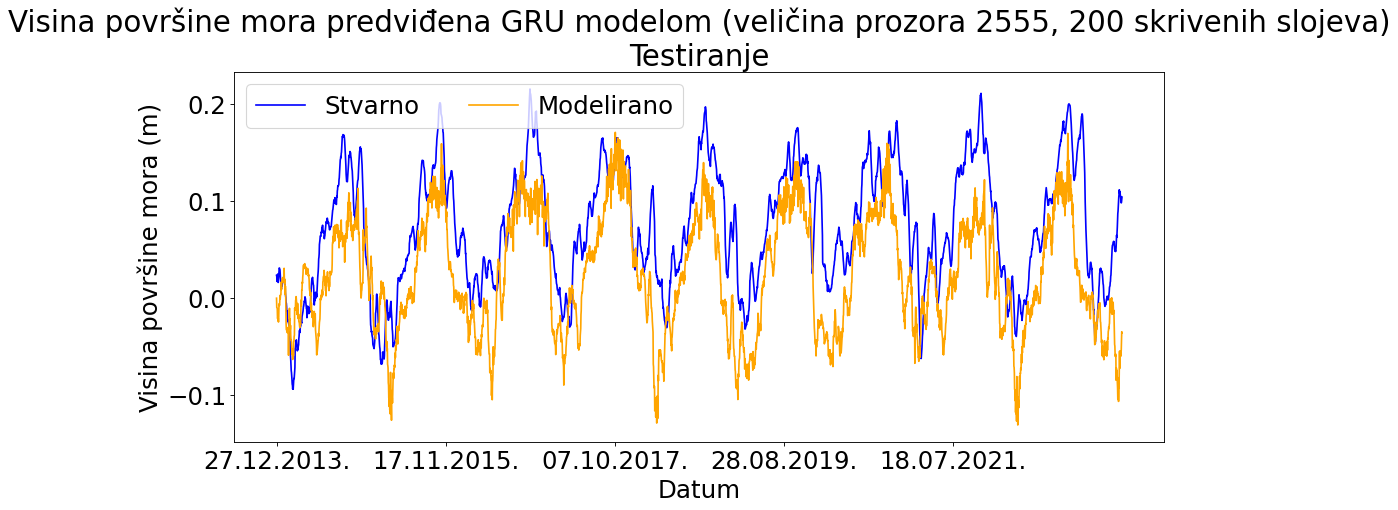 Visina površine mora predviđena GRU modelom (veličina prozora 2555, 200 skrivenih slojeva)
Testiranje
Stvarno
Modelirano
Visina površine mora (m)
0.2
0.1
0.0
−0.1
27.12.2013.
17.11.2015.
07.10.2017.
28.08.2019.
18.07.2021.
Datum